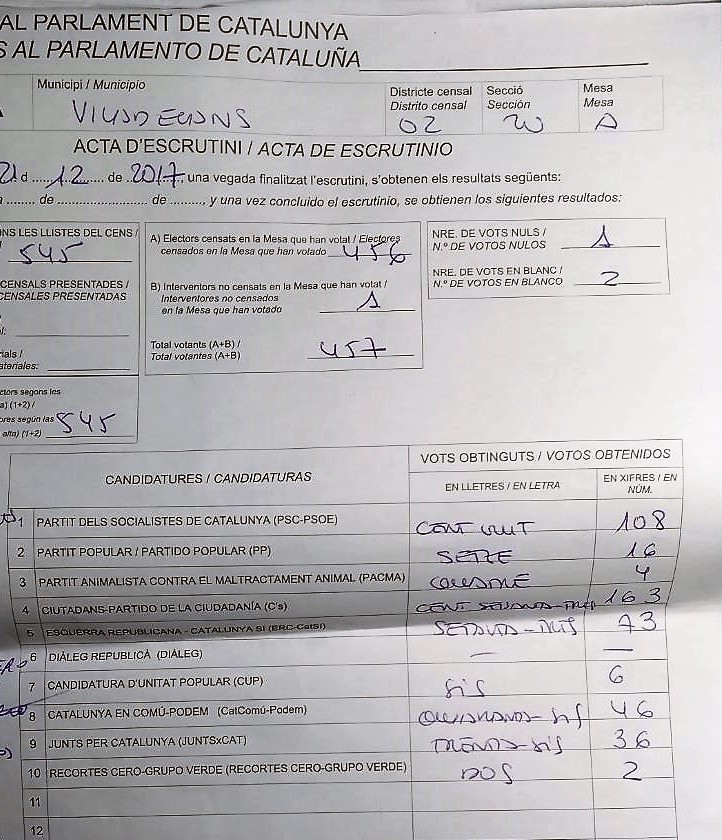 AL PARLAMENT DE CATALUNYA
S AL PARLAMENTO DE CATALUÑA
Municipi / Municipio
Districte censal
Distrito censal
Secció
Sección
Mesa
Mesa
VILADECANS
02
A
ACTA D'ESCRUTINI / ACTA DE ESCRUTINIO
21 d ..... 12 ..... de .. 2017, una vegada finalitzat l'escrutini, s'obtenen els resultats següents:
de ........................ de ........., y una vez concluido el escrutinio, se obtienen los siguientes resultados:
NS LES LLISTES DEL CENS /
545
CENSALS PRESENTADES /
CENSALES PRESENTADAS
ials /
ateriales:
ctors segons les
a) (1+2) /
ores según las
alta) (1+2)
545
A) Electors censats en la Mesa que han votat / Electores
censados en la Mesa que han votado 456
B) Interventors no censats en la Mesa que han votat /
Interventores no censados
en la Mesa que han votado
1
Total votants (A+B) /
Total votantes (A+B)
457
NRE. DE VOTS NULS /
N.º DE VOTOS NULOS
1
NRE. DE VOTS EN BLANC /
N.º DE VOTOS EN BLANCO
2
CANDIDATURES / CANDIDATURAS
VOTS OBTINGUTS / VOTOS OBTENIDOS
EN LLETRES / EN LETRA
EN XIFRES / EN
NÚM.
1 PARTIT DELS SOCIALISTES DE CATALUNYA (PSC-PSOE) CENT VUIT 108
2 PARTIT POPULAR / PARTIDO POPULAR (PP) SETZE 16
3 PARTIT ANIMALISTA CONTRA EL MALTRACTAMENT ANIMAL (PACMA) QUATRE 4
4 CIUTADANS-PARTIDO DE LA CIUDADANÍA (C's) CENT SEIXANTA-TRES 163
5 ESQUERRA REPUBLICANA - CATALUNYA SÍ (ERC-CatSí) SETANTA-TRES 73
6 DIÀLEG REPUBLICÀ (DIÀLEG) — —
7 CANDIDATURA D'UNITAT POPULAR (CUP) SIS 6
8 CATALUNYA EN COMÚ-PODEM (CatComú-Podem) QUARANTA-SIS 46
9 JUNTS PER CATALUNYA (JUNTSxCAT) TRENTA-SIS 36
10 RECORTES CERO-GRUPO VERDE (RECORTES CERO-GRUPO VERDE) DOS 2
11
12